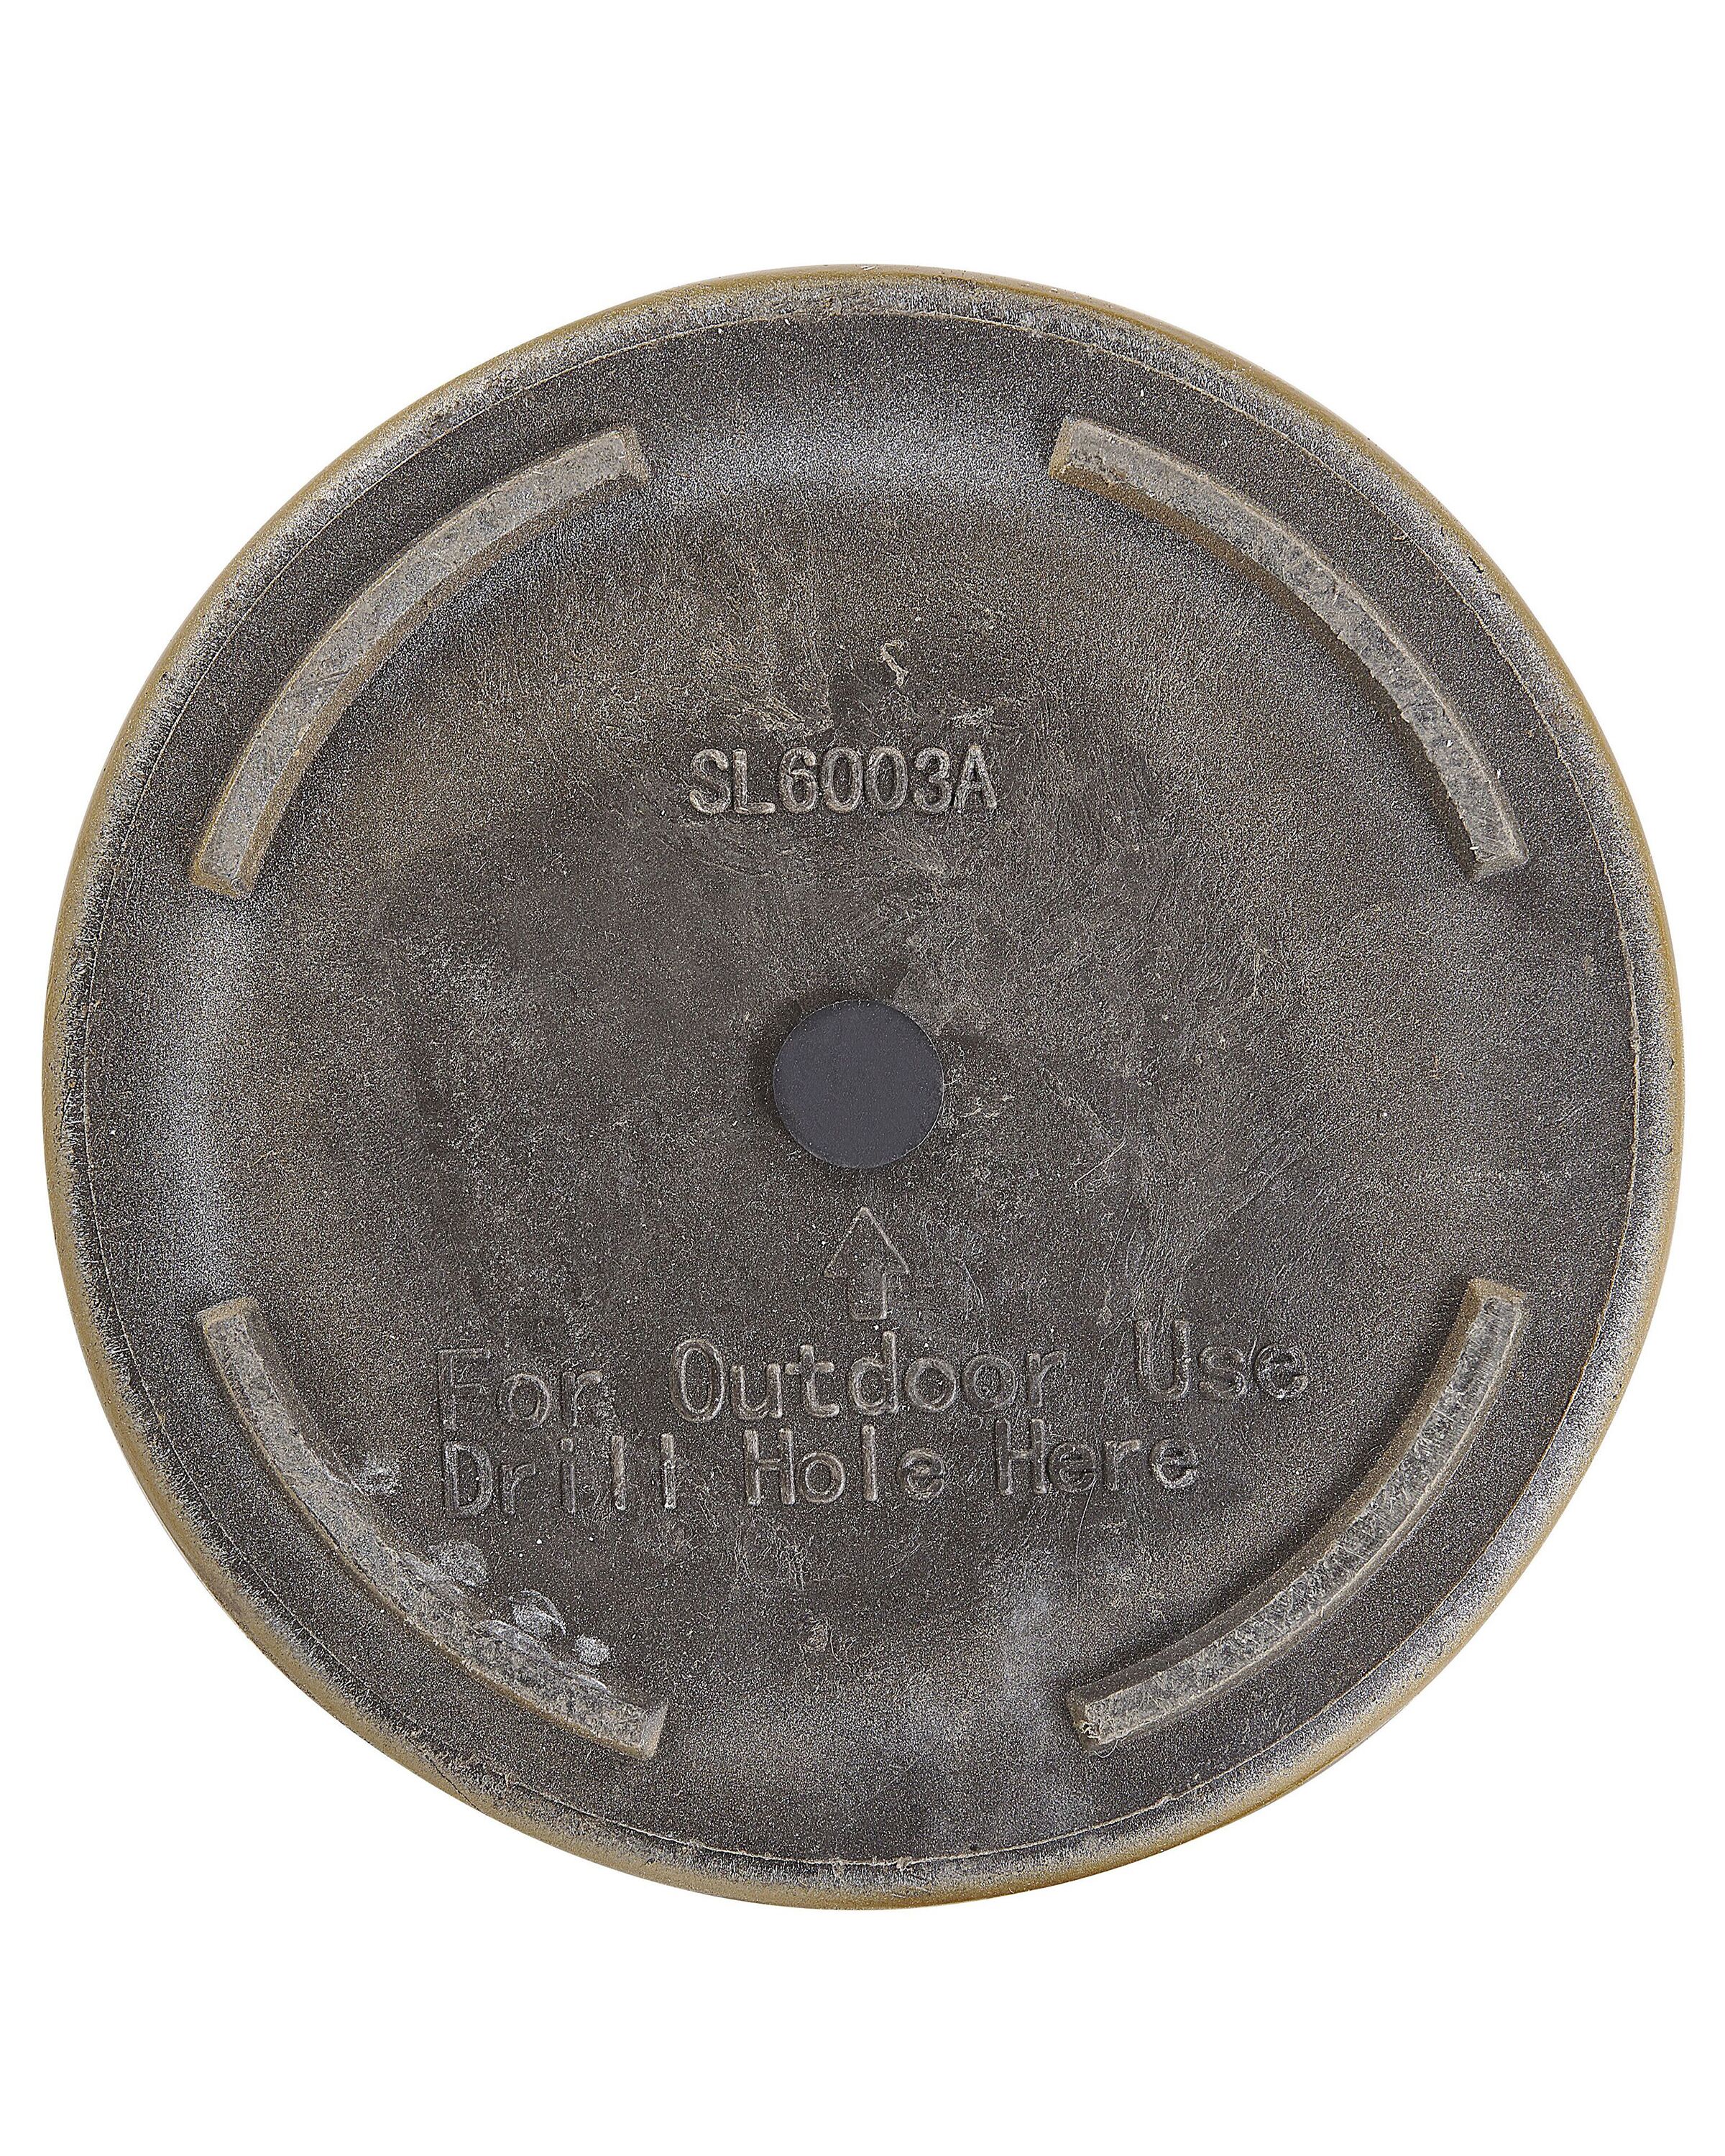 SL6003A
For Outdoor Use
Drill Hole Here